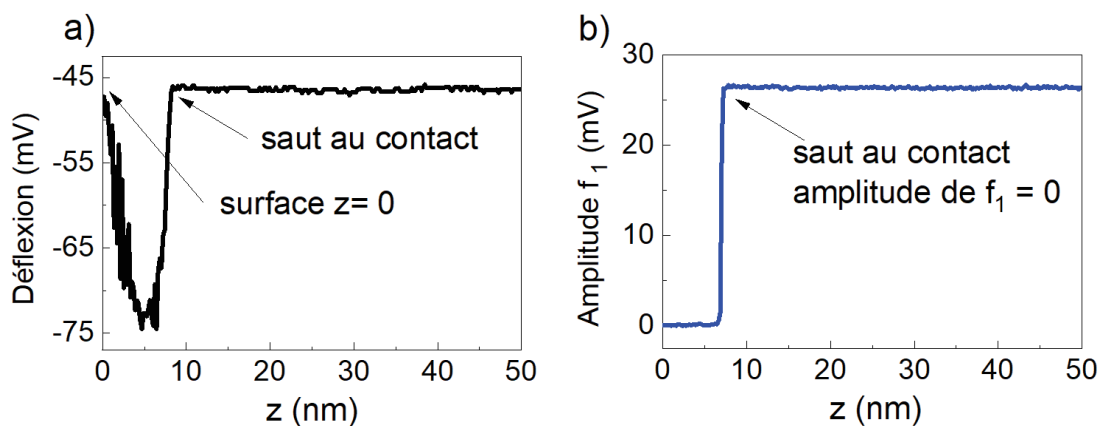 a)
Déflexion (mV)
-45
-55
-65
-75
saut au contact
surface z= 0
0 10 20 30 40 50
z (nm)
b)
Amplitude f 1 (mV)
30
20
10
0
saut au contact
amplitude de f1 = 0
0 10 20 30 40 50
z (nm)